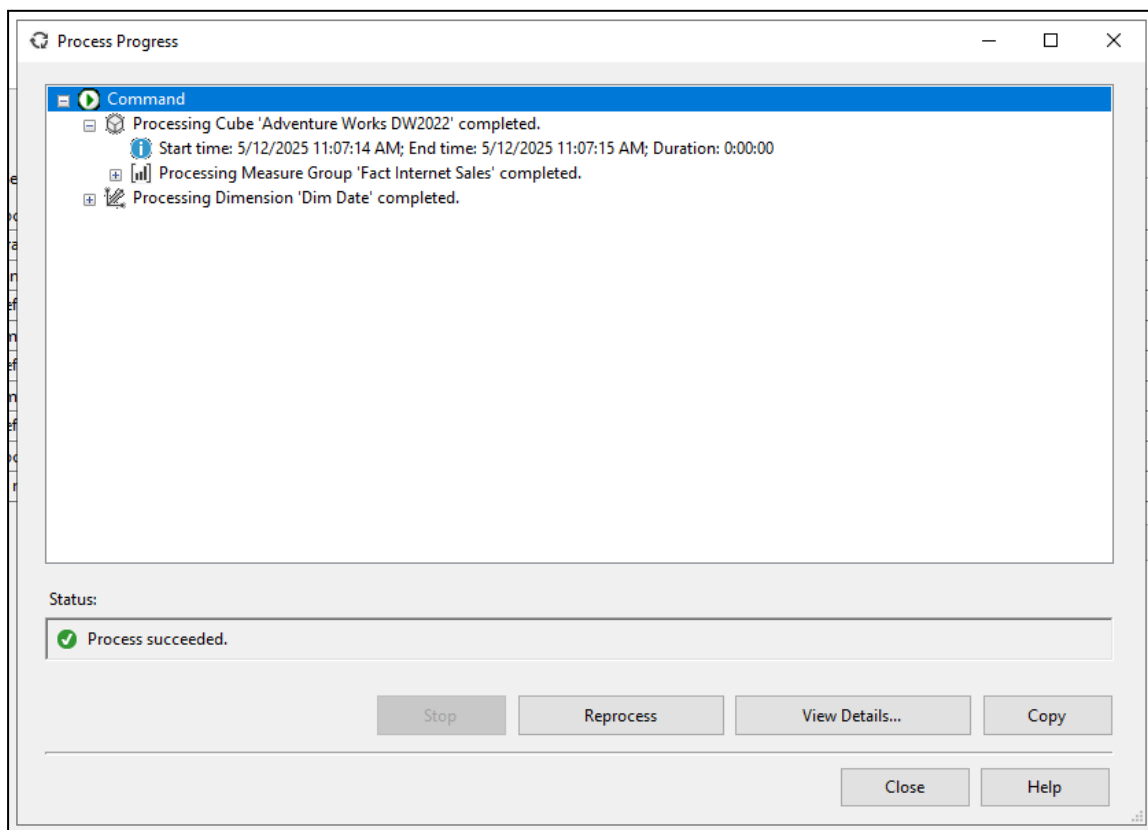 Process Progress
Command
Processing Cube 'Adventure Works DW2022' completed.
Start time: 5/12/2025 11:07:14 AM; End time: 5/12/2025 11:07:15 AM; Duration: 0:00:00
Processing Measure Group 'Fact Internet Sales' completed.
Processing Dimension 'Dim Date' completed.
Status:
Process succeeded.
Stop Reprocess View Details... Copy
Close Help